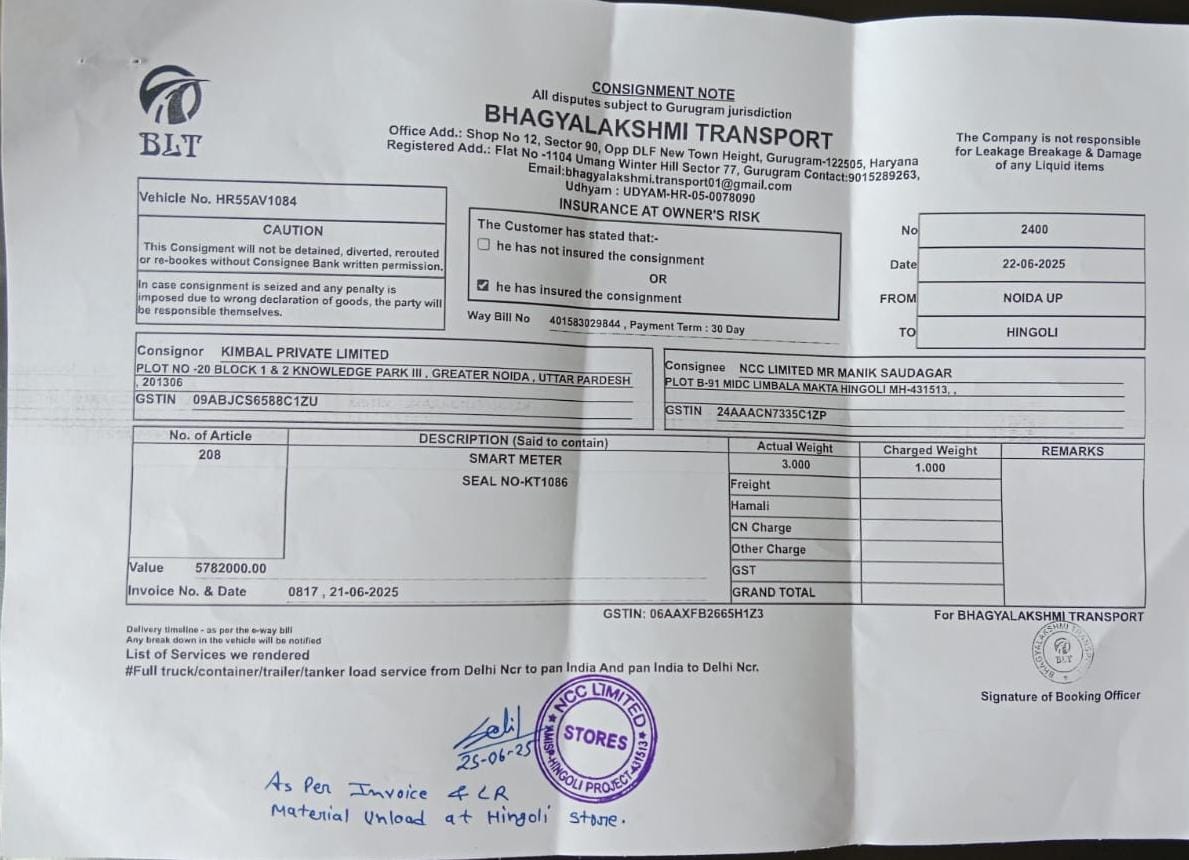 BLT
CONSIGNMENT NOTE
All disputes subject to Gurugram jurisdiction
BHAGYALAKSHMI TRANSPORT
Office Add.: Shop No 12, Sector 90, Opp DLF New Town Height, Gurugram-122505, Haryana
Registered Add.: Flat No -1104 Umang Winter Hill Sector 77, Gurugram Contact:9015289263,
Email:bhagyalakshmi.transport01@gmail.com
Udhyam : UDYAM-HR-05-0078090
INSURANCE AT OWNER'S RISK
The Company is not responsible
for Leakage Breakage & Damage
of any Liquid items
Vehicle No. HR55AV1084
CAUTION
This Consigment will not be detained, diverted, rerouted
or re-bookes without Consignee Bank written permission.
In case consignment is seized and any penalty is
imposed due to wrong declaration of goods, the party will
be responsible themselves.
The Customer has stated that:-
he has not insured the consignment
OR
he has insured the consignment
Way Bill No 401583029844 , Payment Term : 30 Day
No 2400
Date 22-06-2025
FROM NOIDA UP
TO HINGOLI
Consignor KIMBAL PRIVATE LIMITED
PLOT NO -20 BLOCK 1 & 2 KNOWLEDGE PARK III , GREATER NOIDA , UTTAR PARDESH
, 201306
GSTIN 09ABJCS6588C1ZU
Consignee NCC LIMITED MR MANIK SAUDAGAR
PLOT B-91 MIDC LIMBALA MAKTA HINGOLI MH-431513, ,
GSTIN 24AAACN7335C1ZP
No. of Article DESCRIPTION (Said to contain) Actual Weight Charged Weight REMARKS
208 SMART METER 3.000 1.000
SEAL NO-KT1086 Freight
Hamali
CN Charge
Other Charge
Value 5782000.00 GST
Invoice No. & Date 0817 , 21-06-2025 GRAND TOTAL
GSTIN: 06AAXFB2665H1Z3 For BHAGYALAKSHMI TRANSPORT
Delivery timeline - as per the e-way bill
Any break down in the vehicle will be notified
List of Services we rendered
#Full truck/container/trailer/tanker load service from Delhi Ncr to pan India And pan India to Delhi Ncr.
BHAGYALAKSHMI TRANSPORT
BLT
Signature of Booking Officer
25-06-25
NCC LIMITED
STORES
HINGOLI PROJECT-431513
As Per Invoice & LR
Material Unload at Hingoli Store.